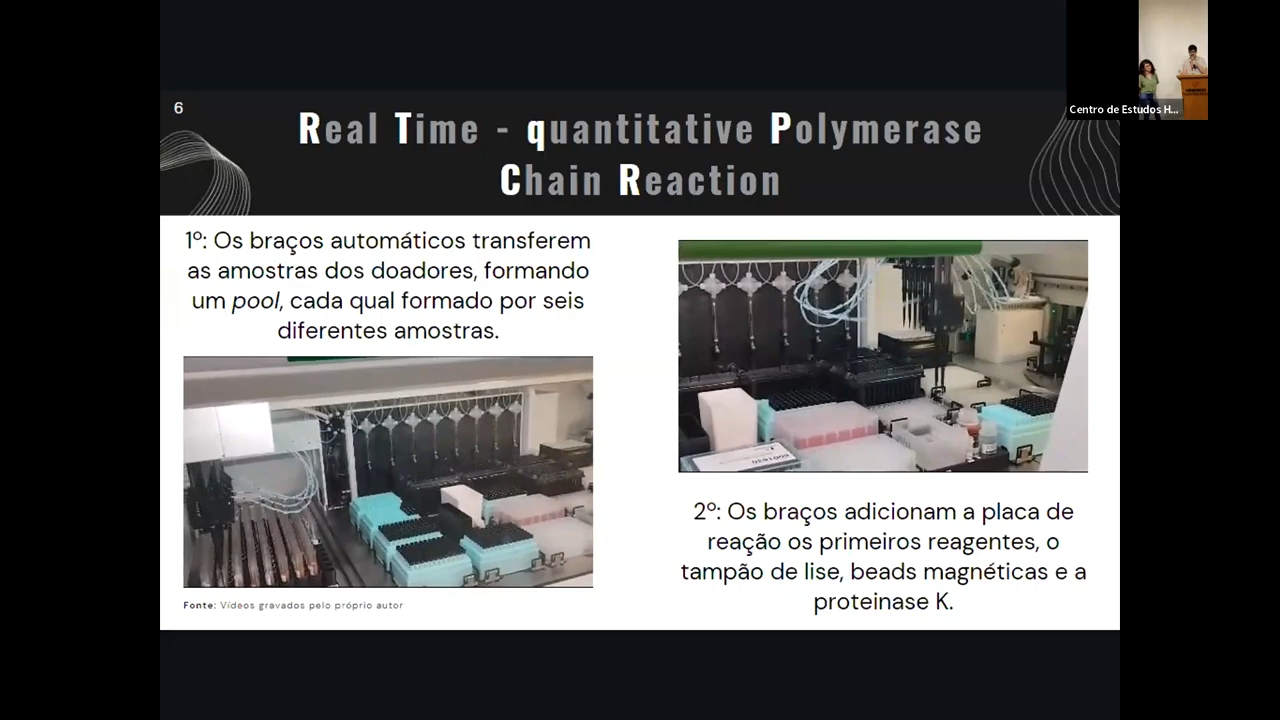 6
Real Time - quantitative Polymerase
Chain Reaction
1º: Os braços automáticos transferem
as amostras dos doadores, formando
um pool, cada qual formado por seis
diferentes amostras.
Fonte: Vídeos gravados pelo próprio autor
2º: Os braços adicionam a placa de
reação os primeiros reagentes, o
tampão de lise, beads magnéticas e a
proteinase K.
Centro de Estudos H...